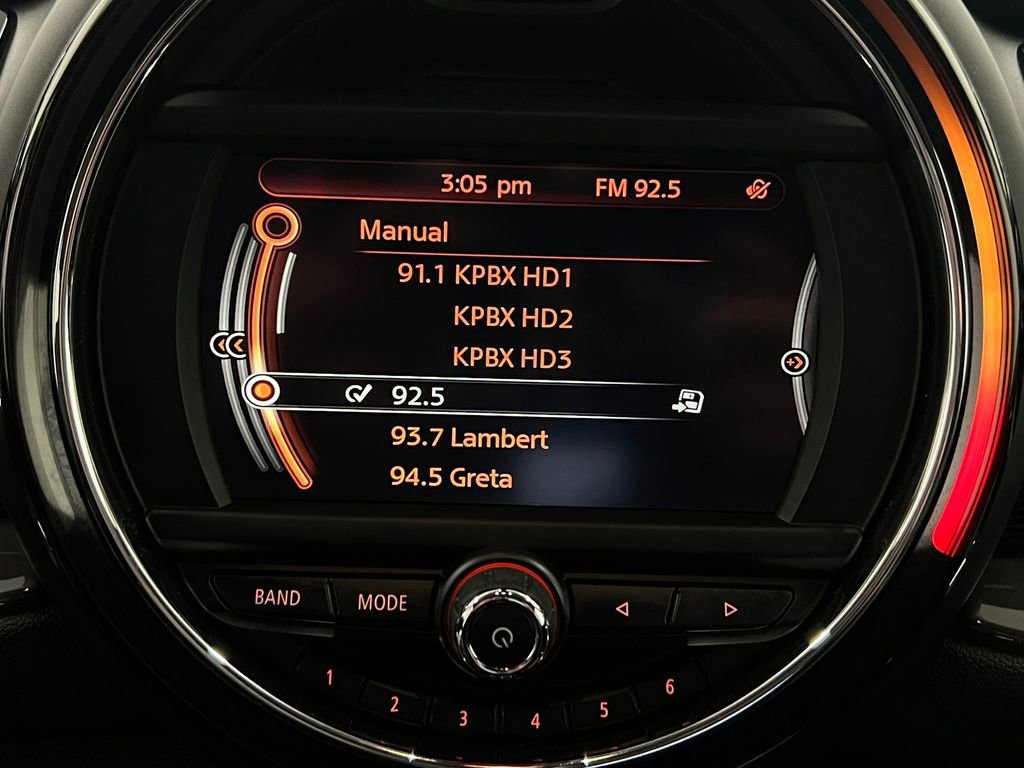 3:05 pm FM 92.5
Manual
91.1 KPBX HD1
KPBX HD2
KPBX HD3
92.5
93.7 Lambert
94.5 Greta
BAND MODE
1 2 3 4 5 6